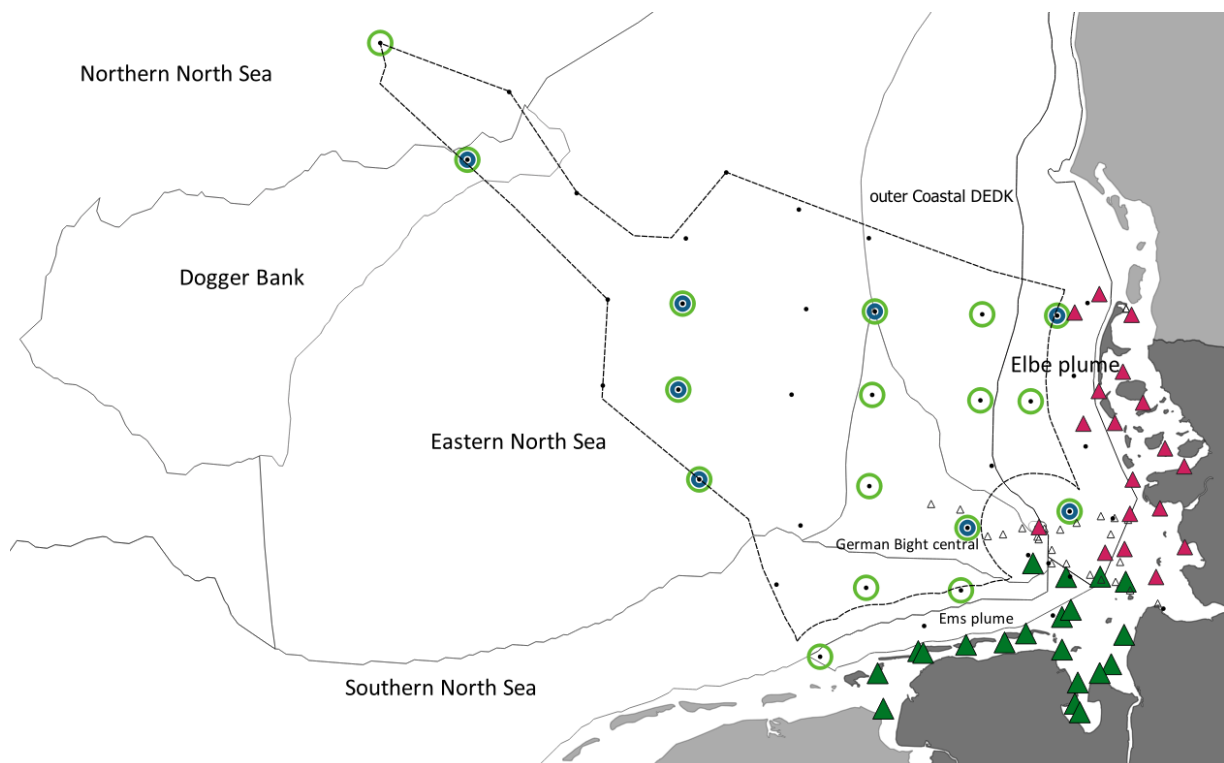 Northern North Sea
outer Coastal DEDK
Dogger Bank
Elbe plume
Eastern North Sea
German Bight central
Ems plume
Southern North Sea